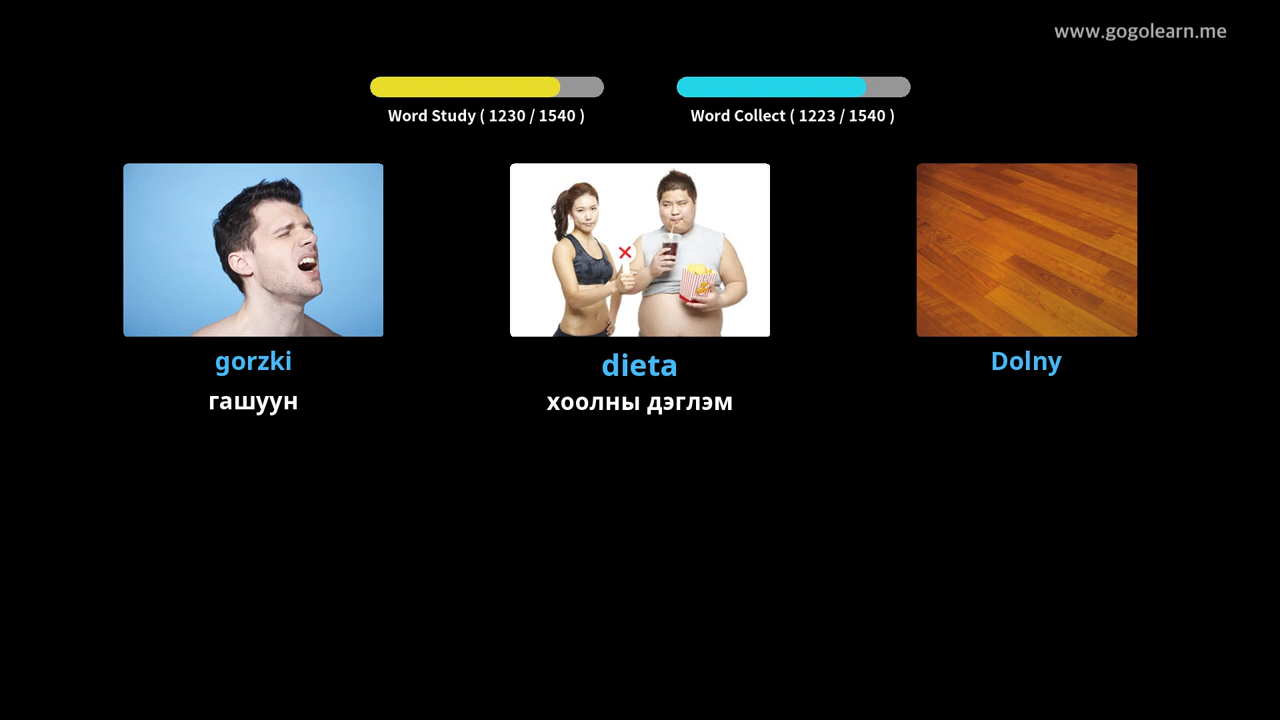 www.gogolearn.me
Word Study ( 1230 / 1540 )
Word Collect ( 1223 / 1540 )
gorzki
гашуун
dieta
хоолны дэглэм
Dolny